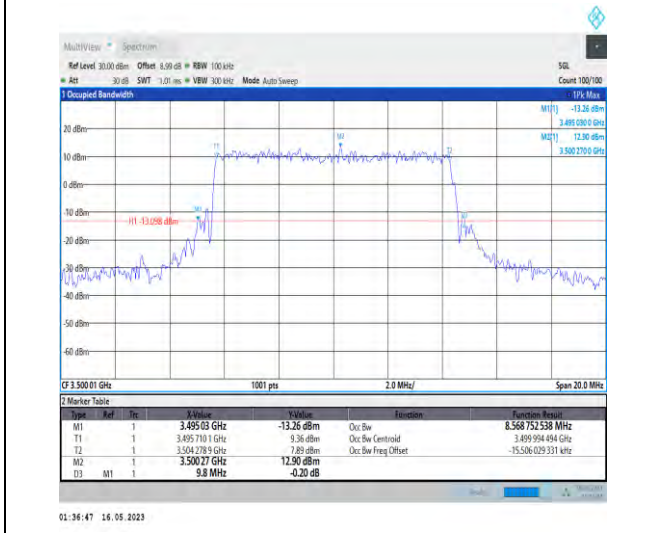 MultiView Spectrum
Ref Level 30.00 dBm Offset 8.99 dB RBW 100 kHz SGL
Att 30 dB SWT 1.01 ms VBW 300 kHz Mode Auto Sweep Count 100/100
1 Occupied Bandwidth 1Pk Max
M1[1] -13.26 dBm
3.495 030 0 GHz
20 dBm M2[1] 12.90 dBm
3.500 270 0 GHz
M2
T1 T2
10 dBm
0 dBm
-10 dBm M1
H1 -13.098 dBm
-20 dBm
-30 dBm
-40 dBm
-50 dBm
-60 dBm
CF 3.500 01 GHz 1001 pts 2.0 MHz/ Span 20.0 MHz
2 Marker Table
Type Ref Trc X-Value Y-Value Function Function Result
M1 1 3.495 03 GHz -13.26 dBm Occ Bw 8.568 752 538 MHz
T1 1 3.495 710 1 GHz 9.36 dBm Occ Bw Centroid 3.499 994 494 GHz
T2 1 3.504 278 9 GHz 7.89 dBm Occ Bw Freq Offset -15.506 029 331 kHz
M2 1 3.500 27 GHz 12.90 dBm
D3 M1 1 9.8 MHz -0.20 dB
01:36:47 16.05.2023